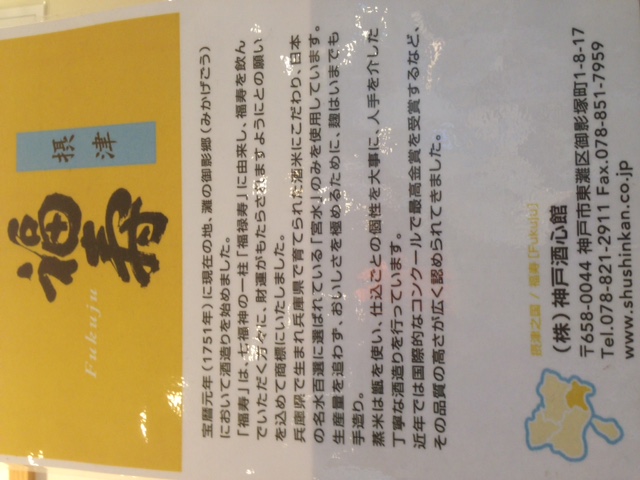 摂津
福寿
Fukuju
宝暦元年(1751年)に現在の地、灘の御影郷(みかげごう)
において酒造りを始めました。
「福寿」は、七福神の一柱「福禄寿」に由来し、福寿を飲ん
でいただく方々に、財運がもたらされますようにとの願い
を込めて商標にいたしました。
兵庫県で生まれ兵庫県で育てられた酒米にこだわり、日本
の名水百選に選ばれている「宮水」のみを使用しています。
生産量を追わず、おいしさを極めるために、麹はいまでも
手造り。
蒸米は甑を使い、仕込ごとの個性を大事に、人手を介した
丁寧な酒造りを行っています。
近年では国際的なコンクールで最高金賞を受賞するなど、
その品質の高さが広く認められてきました。
摂津之国 / 福寿 [Fukuju]
(株)神戸酒心館
〒658-0044 神戸市東灘区御影塚町1-8-17
Tel.078-821-2911 Fax.078-851-7959
www.shushinkan.co.jp